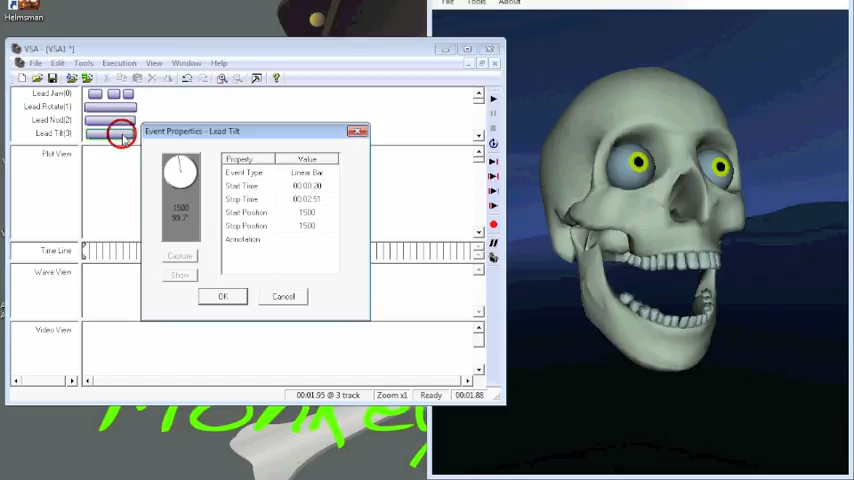 Helmsman
File Tools About
VSA - [VSA1 *]
File Edit Tools Execution View Window Help
Lead Jaw(0)
Lead Rotate(1)
Lead Nod(2)
Lead Tilt(3)
Event Properties - Lead Tilt
Property Value
Event Type Linear Bar
Start Time 00:00.20
Stop Time 00:02.51
Start Position 1500
Stop Position 1500
Annotation
1500
99.7°
Capture
Show
OK Cancel
Plot View
Time Line
Wave View
Video View
00:01.95 @ 3 track Zoom x1 Ready 00:01.88